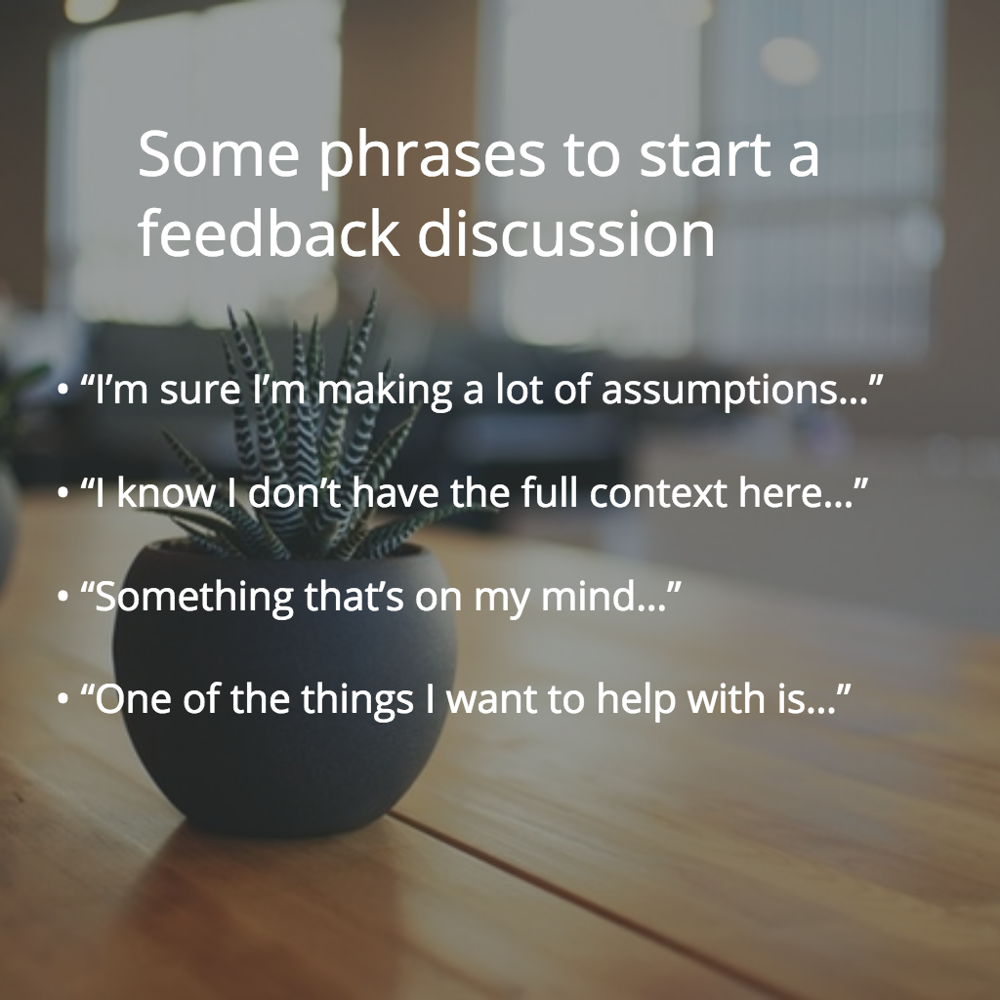 Some phrases to start a
feedback discussion
• “I’m sure I’m making a lot of assumptions...”
• “I know I don’t have the full context here...”
• “Something that’s on my mind...”
• “One of the things I want to help with is...”